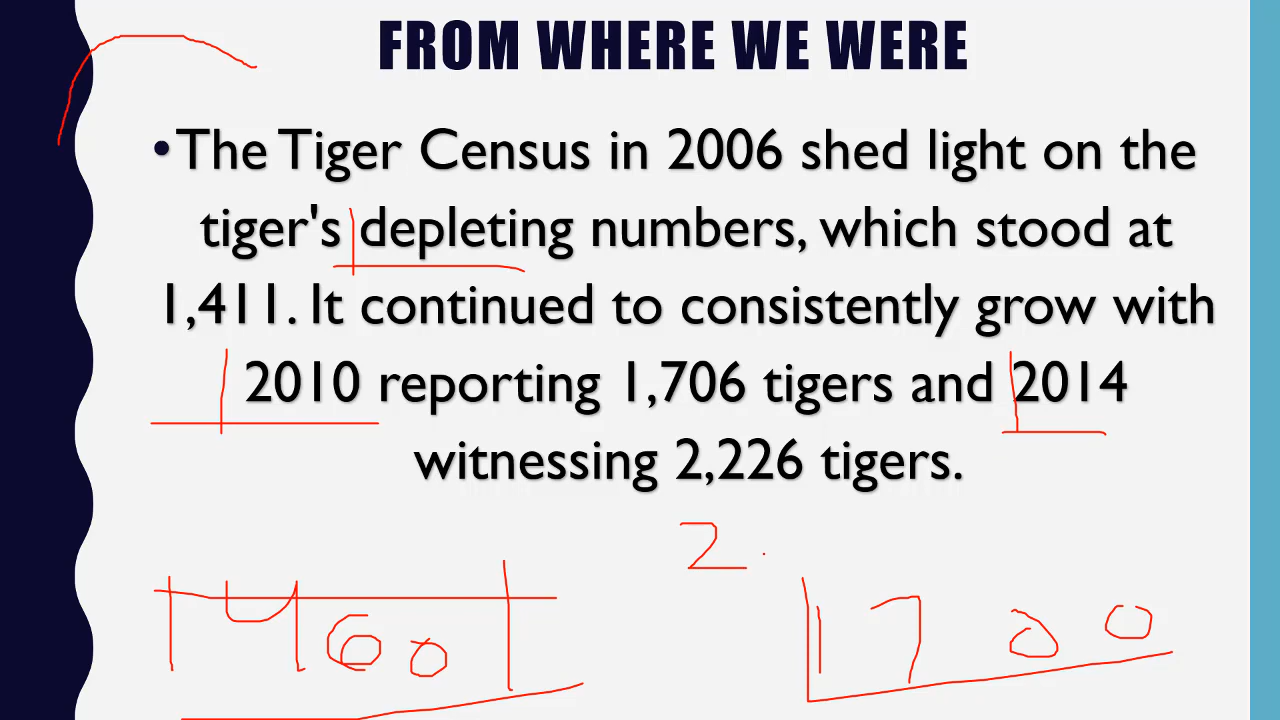 FROM WHERE WE WERE
•The Tiger Census in 2006 shed light on the
tiger's depleting numbers, which stood at
1,411. It continued to consistently grow with
2010 reporting 1,706 tigers and 2014
witnessing 2,226 tigers.
2.
1460
1700